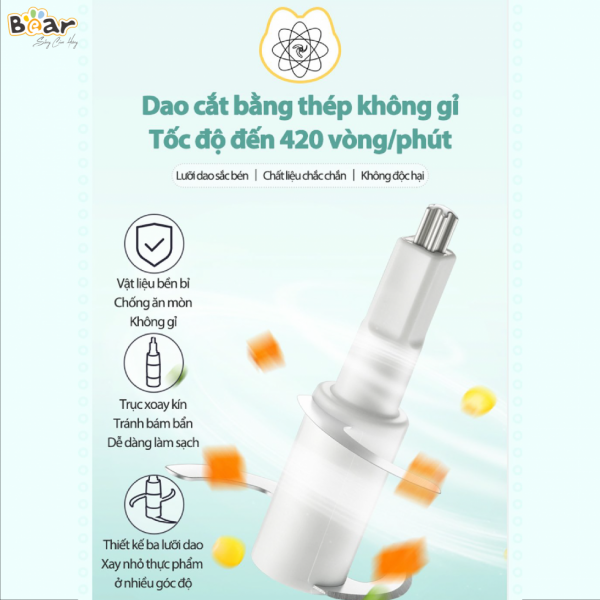 Bear
Sống Cao Hứng
Dao cắt bằng thép không gỉ
Tốc độ đến 420 vòng/phút
Lưỡi dao sắc bén | Chất liệu chắc chắn | Không độc hại
Vật liệu bền bỉ
Chống ăn mòn
Không gỉ
Trục xoay kín
Tránh bám bẩn
Dễ dàng làm sạch
Thiết kế ba lưỡi dao
Xay nhỏ thực phẩm
ở nhiều góc độ